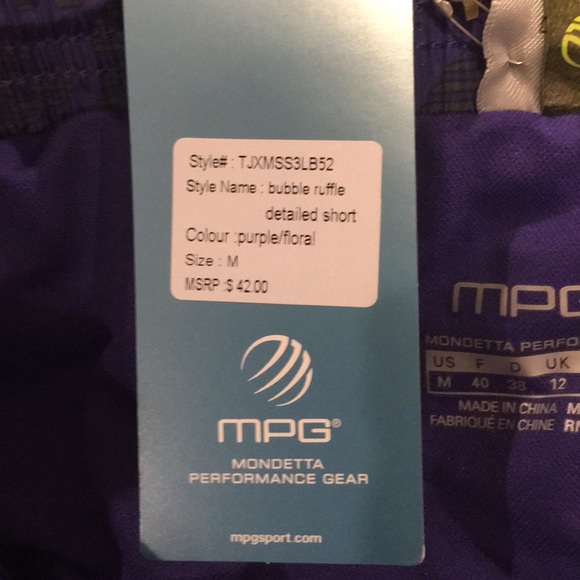 Style# : TJXMSS3LB52
Style Name : bubble ruffle
detailed short
Colour :purple/floral
Size : M
MSRP :$ 42.00
MPG®
MONDETTA
PERFORMANCE GEAR
mpgsport.com
MPG
MONDETTA PERFO
US F D UK
M 40 38 12
MADE IN CHINA M
FABRIQUÉ EN CHINE RN